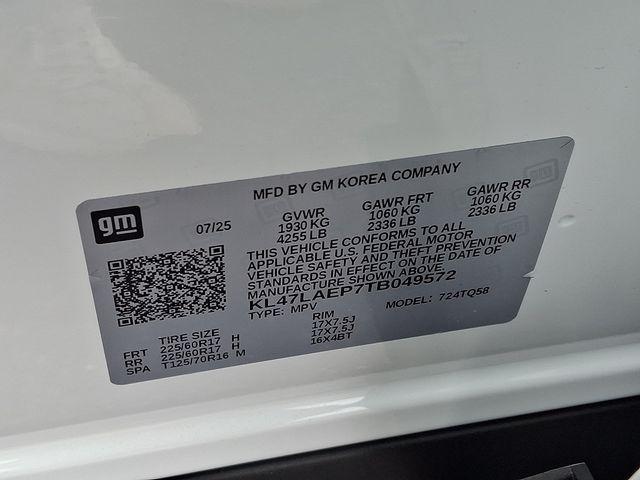 MFD BY GM KOREA COMPANY
gm
07/25
GVWR GAWR FRT GAWR RR
1930 KG 1060 KG 1060 KG
4255 LB 2336 LB 2336 LB
THIS VEHICLE CONFORMS TO ALL
APPLICABLE U.S. FEDERAL MOTOR
VEHICLE SAFETY AND THEFT PREVENTION
STANDARDS IN EFFECT ON THE DATE OF
MANUFACTURE SHOWN ABOVE.
KL47LAEP7TB049572
TYPE: MPV MODEL: 724TQ58
TIRE SIZE RIM
FRT 225/60R17 H 17X7.5J
RR 225/60R17 H 17X7.5J
SPA T125/70R16 M 16X4BT